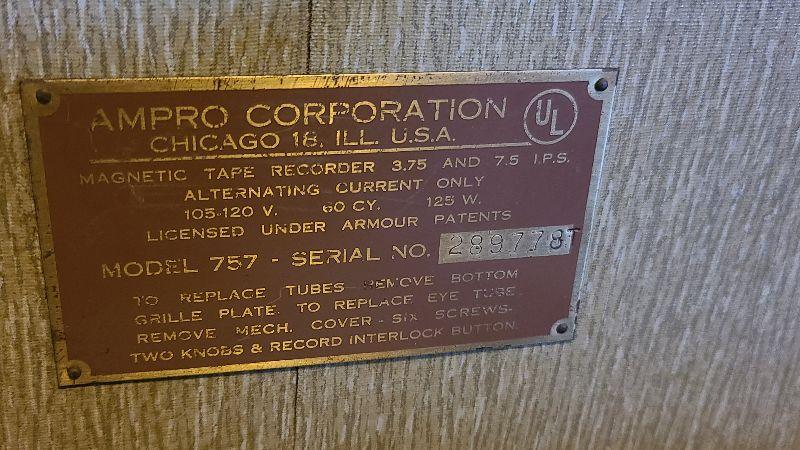 AMPRO CORPORATION
UL
CHICAGO 18, ILL. U.S.A.
MAGNETIC TAPE RECORDER 3.75 AND 7.5 I.P.S.
ALTERNATING CURRENT ONLY
105-120 V. 60 CY. 125 W.
LICENSED UNDER ARMOUR PATENTS
MODEL 757 - SERIAL NO. 289778T
TO REPLACE TUBES REMOVE BOTTOM
GRILLE PLATE. TO REPLACE EYE TUBE
REMOVE MECH. COVER - SIX SCREWS-
TWO KNOBS & RECORD INTERLOCK BUTTON.